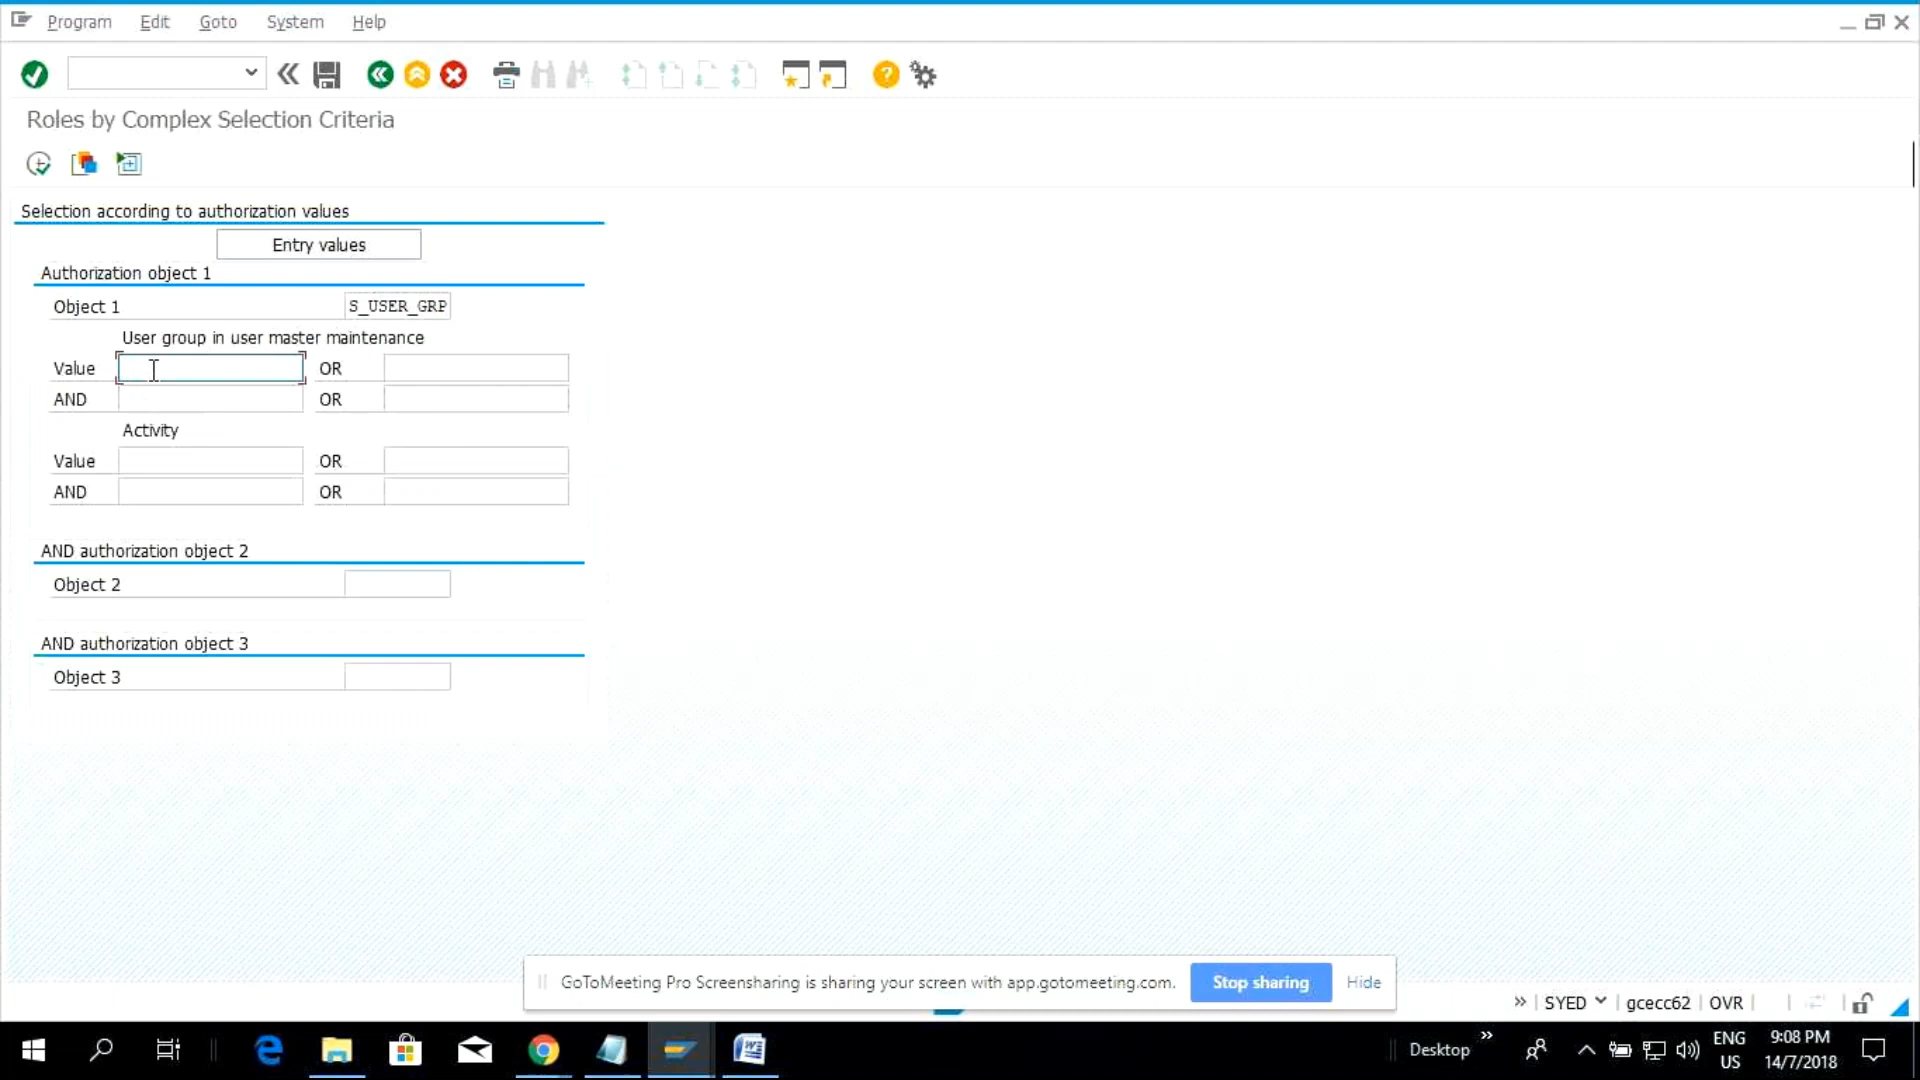 Program Edit Goto System Help
Roles by Complex Selection Criteria
Selection according to authorization values
Entry values
Authorization object 1
Object 1 S_USER_GRP
User group in user master maintenance
Value OR
AND OR
Activity
Value OR
AND OR
AND authorization object 2
Object 2
AND authorization object 3
Object 3
GoToMeeting Pro Screensharing is sharing your screen with app.gotomeeting.com. Stop sharing Hide
SYED gcecc62 OVR
Desktop
ENG
US
9:08 PM
14/7/2018